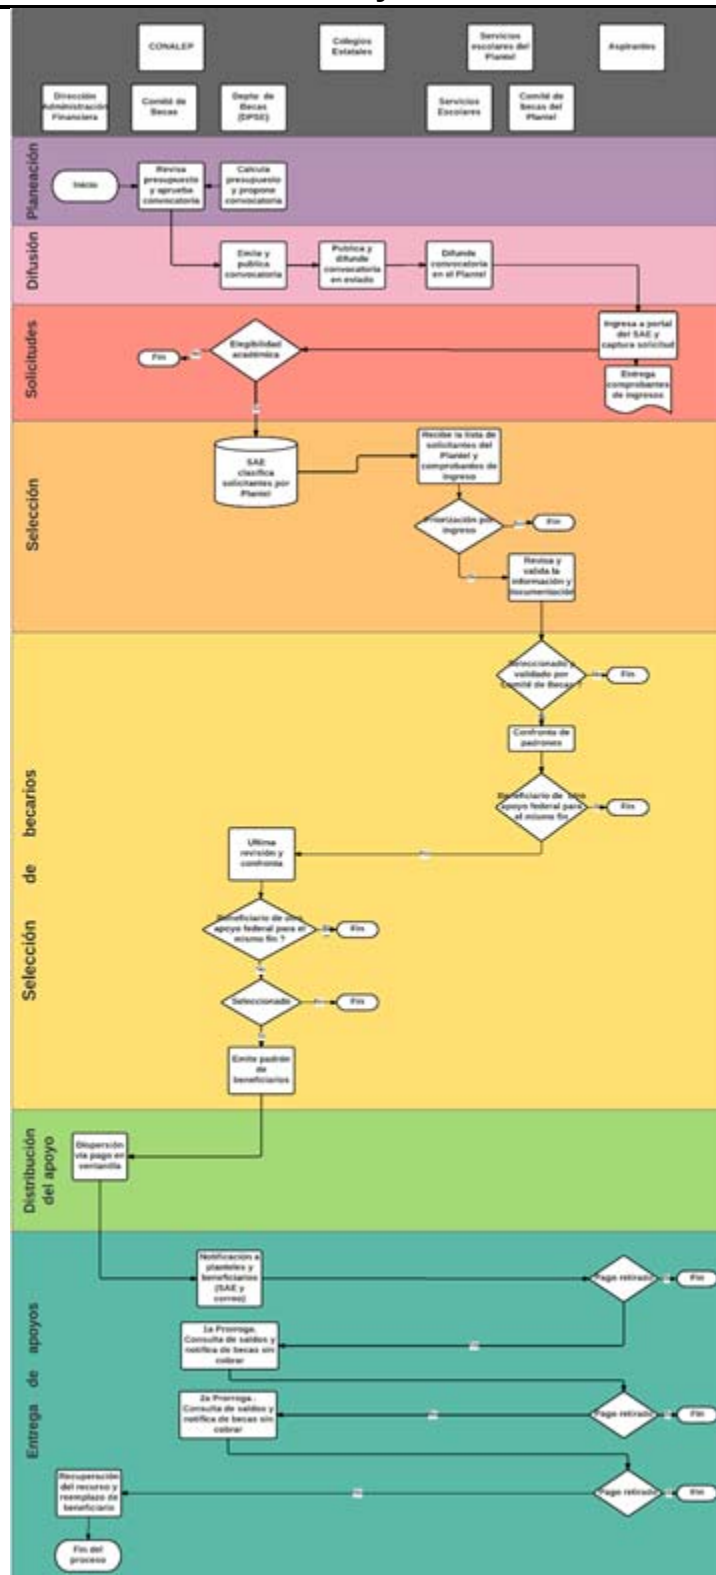 CONALEP
Colegios
Estatales
Servicios
escolares del
Plantel
Aspirantes
Dirección
Administración
Financiera
Comité de
Becas
Depto de
Becas
(DPSE)
Servicios
Escolares
Comité de
becas del
Plantel
Planeación
Inicio
Revisa
presupuesto
y aprueba
convocatoria
Calcula
presupuesto
y propone
convocatoria
Difusión
Emite y
publica
convocatoria
Publica y
difunde
convocatoria
en estado
Difunde
convocatoria
en el Plantel
Solicitudes
Ingresa a portal
del SAE y
captura solicitud
Entrega
comprobantes
de ingresos
Elegibilidad
académica
Fin
Selección
SAE
clasifica
solicitantes por
Plantel
Recibe la lista de
solicitantes del
Plantel y
comprobantes de
ingreso
Priorización por
ingreso
Fin
Revisa y
valida la
información y
documentación
Selección de becarios
Seleccionado y
validado por
Comité de Becas ?
Fin
Confronta de
padrones
Beneficiario de otro
apoyo federal para
el mismo fin
Fin
Ultima
revisión y
confronta
Beneficiario de otro
apoyo federal para el
mismo fin ?
Fin
Seleccionado
Fin
Emite padrón
de
beneficiarios
Distribución
del apoyo
Dispersión
vía pago en
ventanilla
Entrega de apoyos
Notificación a
planteles y
beneficiarios
(SAE y
correo)
Pago retirado
Fin
1a Prorroga.
Consulta de saldos y
notifica de becas sin
cobrar
2a Prorroga..
Consulta de saldos y
notifica de becas sin
cobrar
Pago retirado
Fin
Recuperación
del recurso y
reemplazo de
beneficiario
Pago retirado
Fin
Fin del
proceso